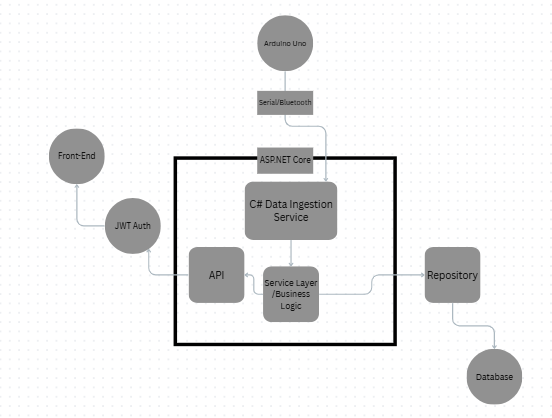 Arduino Uno
Serial/Bluetooth
ASP.NET Core
Front-End
C# Data Ingestion
Service
JWT Auth
API
Service Layer
/Business
Logic
Repository
Database